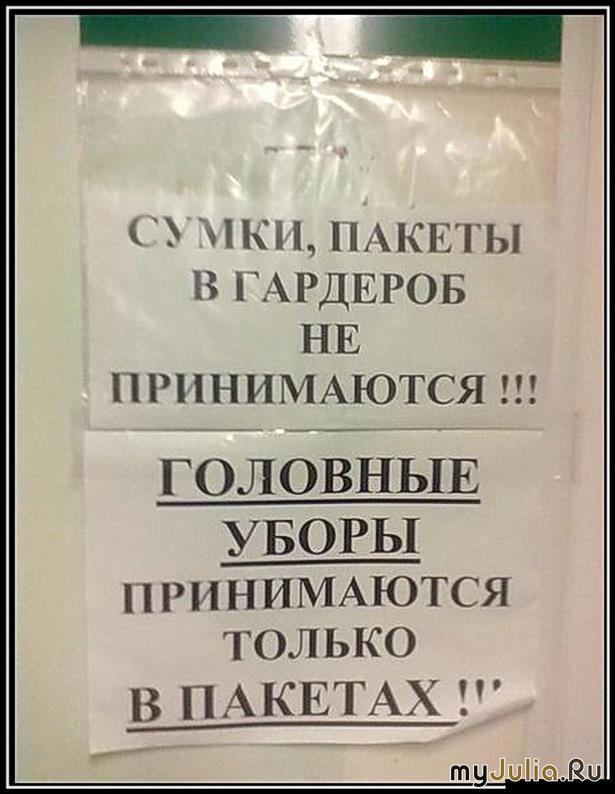 СУМКИ, ПАКЕТЫ
В ГАРДЕРОБ
НЕ
ПРИНИМАЮТСЯ !!!
ГОЛОВНЫЕ
УБОРЫ
ПРИНИМАЮТСЯ
ТОЛЬКО
В ПАКЕТАХ !!!
myJulia.Ru